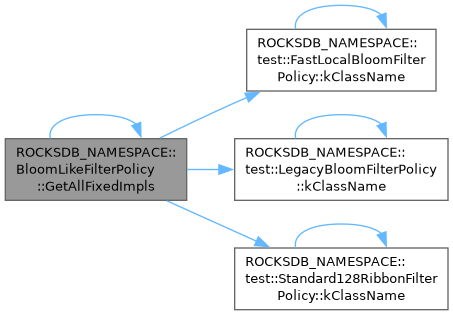 ROCKSDB_NAMESPACE::
test::FastLocalBloomFilter
Policy::kClassName
ROCKSDB_NAMESPACE::
BloomLikeFilterPolicy
::GetAllFixedImpls
ROCKSDB_NAMESPACE::
test::LegacyBloomFilterPolicy
::kClassName
ROCKSDB_NAMESPACE::
test::Standard128RibbonFilter
Policy::kClassName